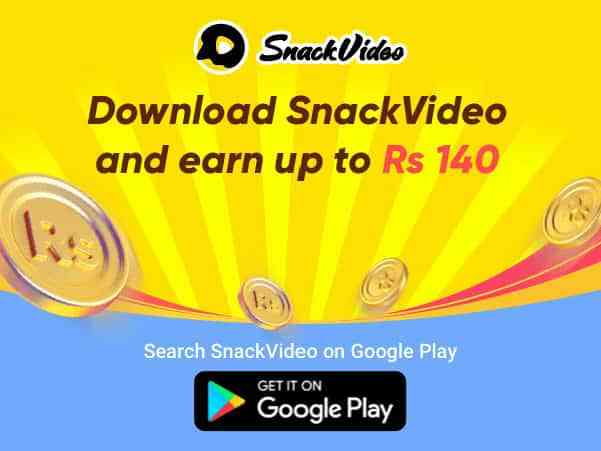 SnackVideo
Download SnackVideo
and earn up to Rs 140
Rs
Search SnackVideo on Google Play
GET IT ON
Google Play